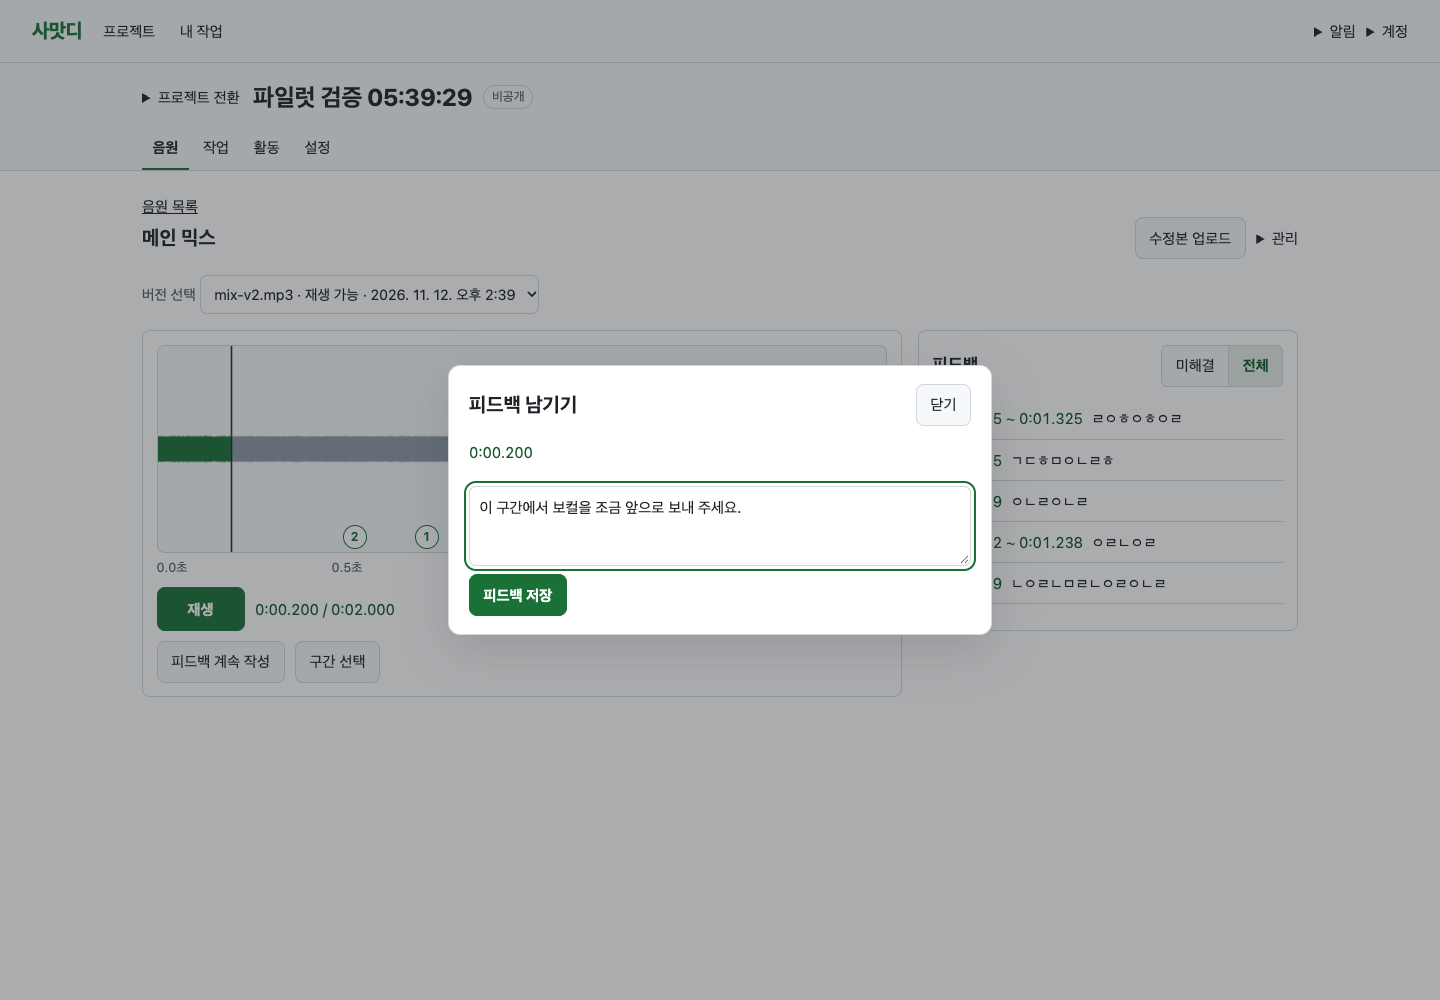 사맛디 프로젝트 내 작업 ▶ 알림 ▶ 계정
▶ 프로젝트 전환 파일럿 검증 05:39:29 비공개
음원 작업 활동 설정
음원 목록
메인 믹스 수정본 업로드 ▶ 관리
버전 선택 mix-v2.mp3 · 재생 가능 · 2026. 11. 12. 오후 2:39
2 1
0.0초 0.5초
재생 0:00.200 / 0:02.000
피드백 계속 작성 구간 선택
피드백 남기기 닫기
0:00.200
이 구간에서 보컬을 조금 앞으로 보내 주세요.
피드백 저장
피드백 미해결 전체
5 ~ 0:01.325 ㄹㅇㅎㅇㅎㅇㄹ
5 ㄱㄷㅎㅁㅇㄴㄹㅎ
9 ㅇㄴㄹㅇㄴㄹ
2 ~ 0:01.238 ㅇㄹㄴㅇㄹ
9 ㄴㅇㄹㄴㅁㄹㄴㅇㄹㅇㄴㄹ